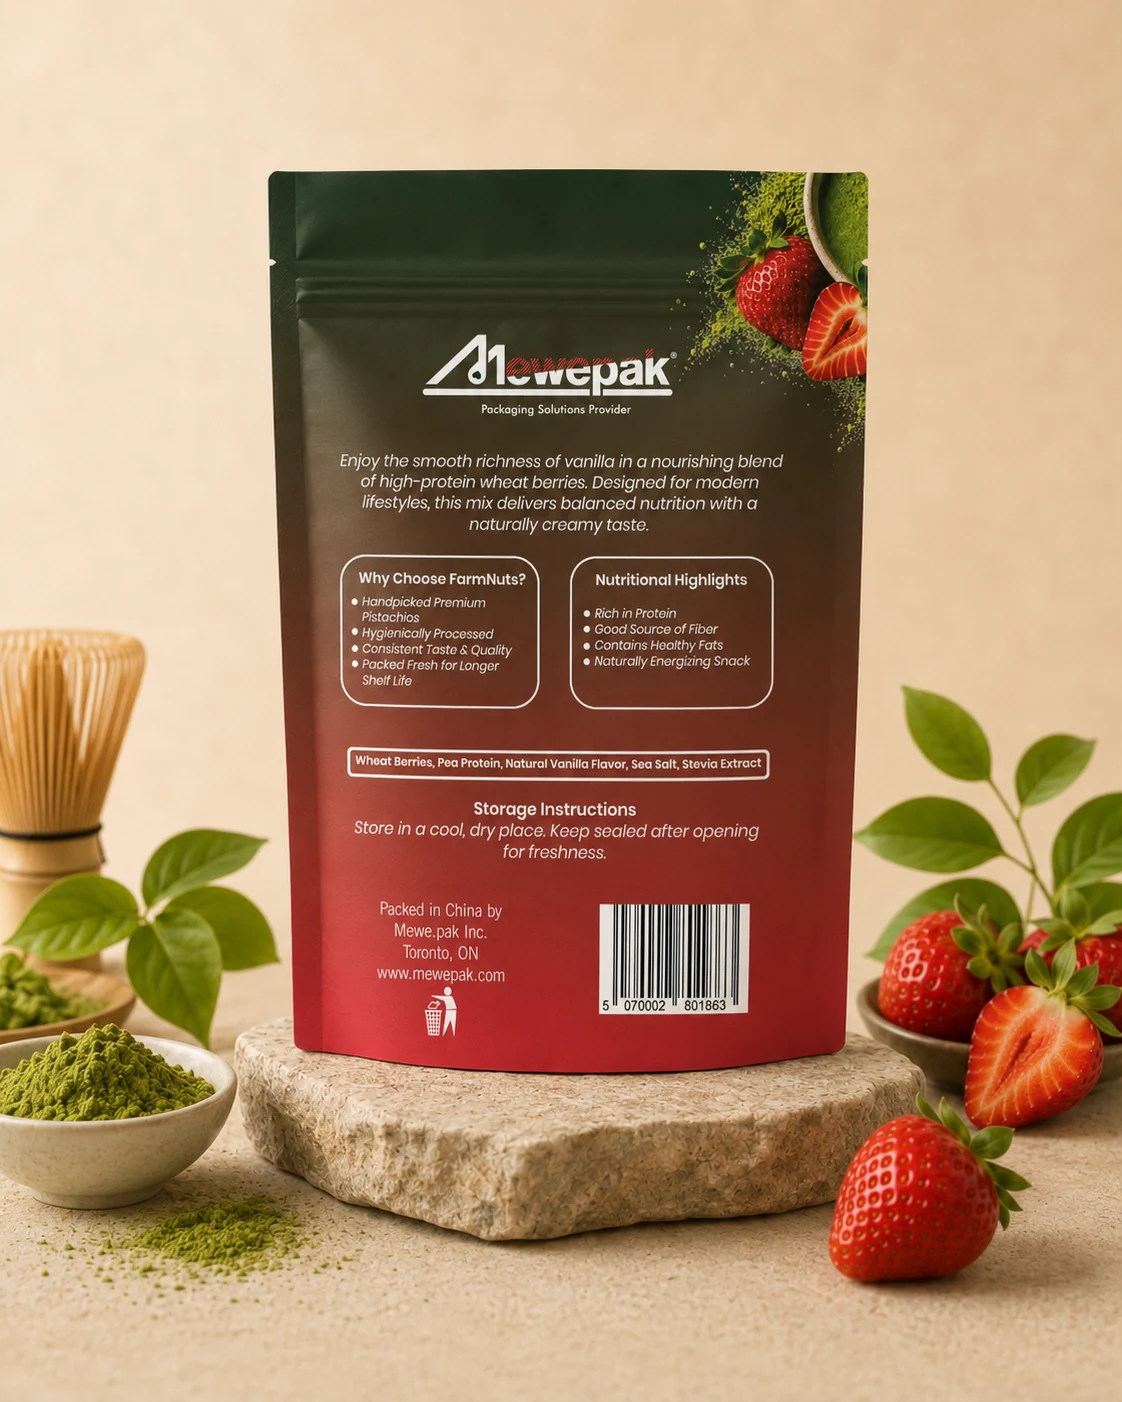 Mewepak®
Packaging Solutions Provider
Enjoy the smooth richness of vanilla in a nourishing blend
of high-protein wheat berries. Designed for modern
lifestyles, this mix delivers balanced nutrition with a
naturally creamy taste.
Why Choose FarmNuts?
• Handpicked Premium
Pistachios
• Hygienically Processed
• Consistent Taste & Quality
• Packed Fresh for Longer
Shelf Life
Nutritional Highlights
• Rich in Protein
• Good Source of Fiber
• Contains Healthy Fats
• Naturally Energizing Snack
Wheat Berries, Pea Protein, Natural Vanilla Flavor, Sea Salt, Stevia Extract
Storage Instructions
Store in a cool, dry place. Keep sealed after opening
for freshness.
Packed in China by
Mewe.pak Inc.
Toronto, ON
www.mewepak.com
5 070002 801863